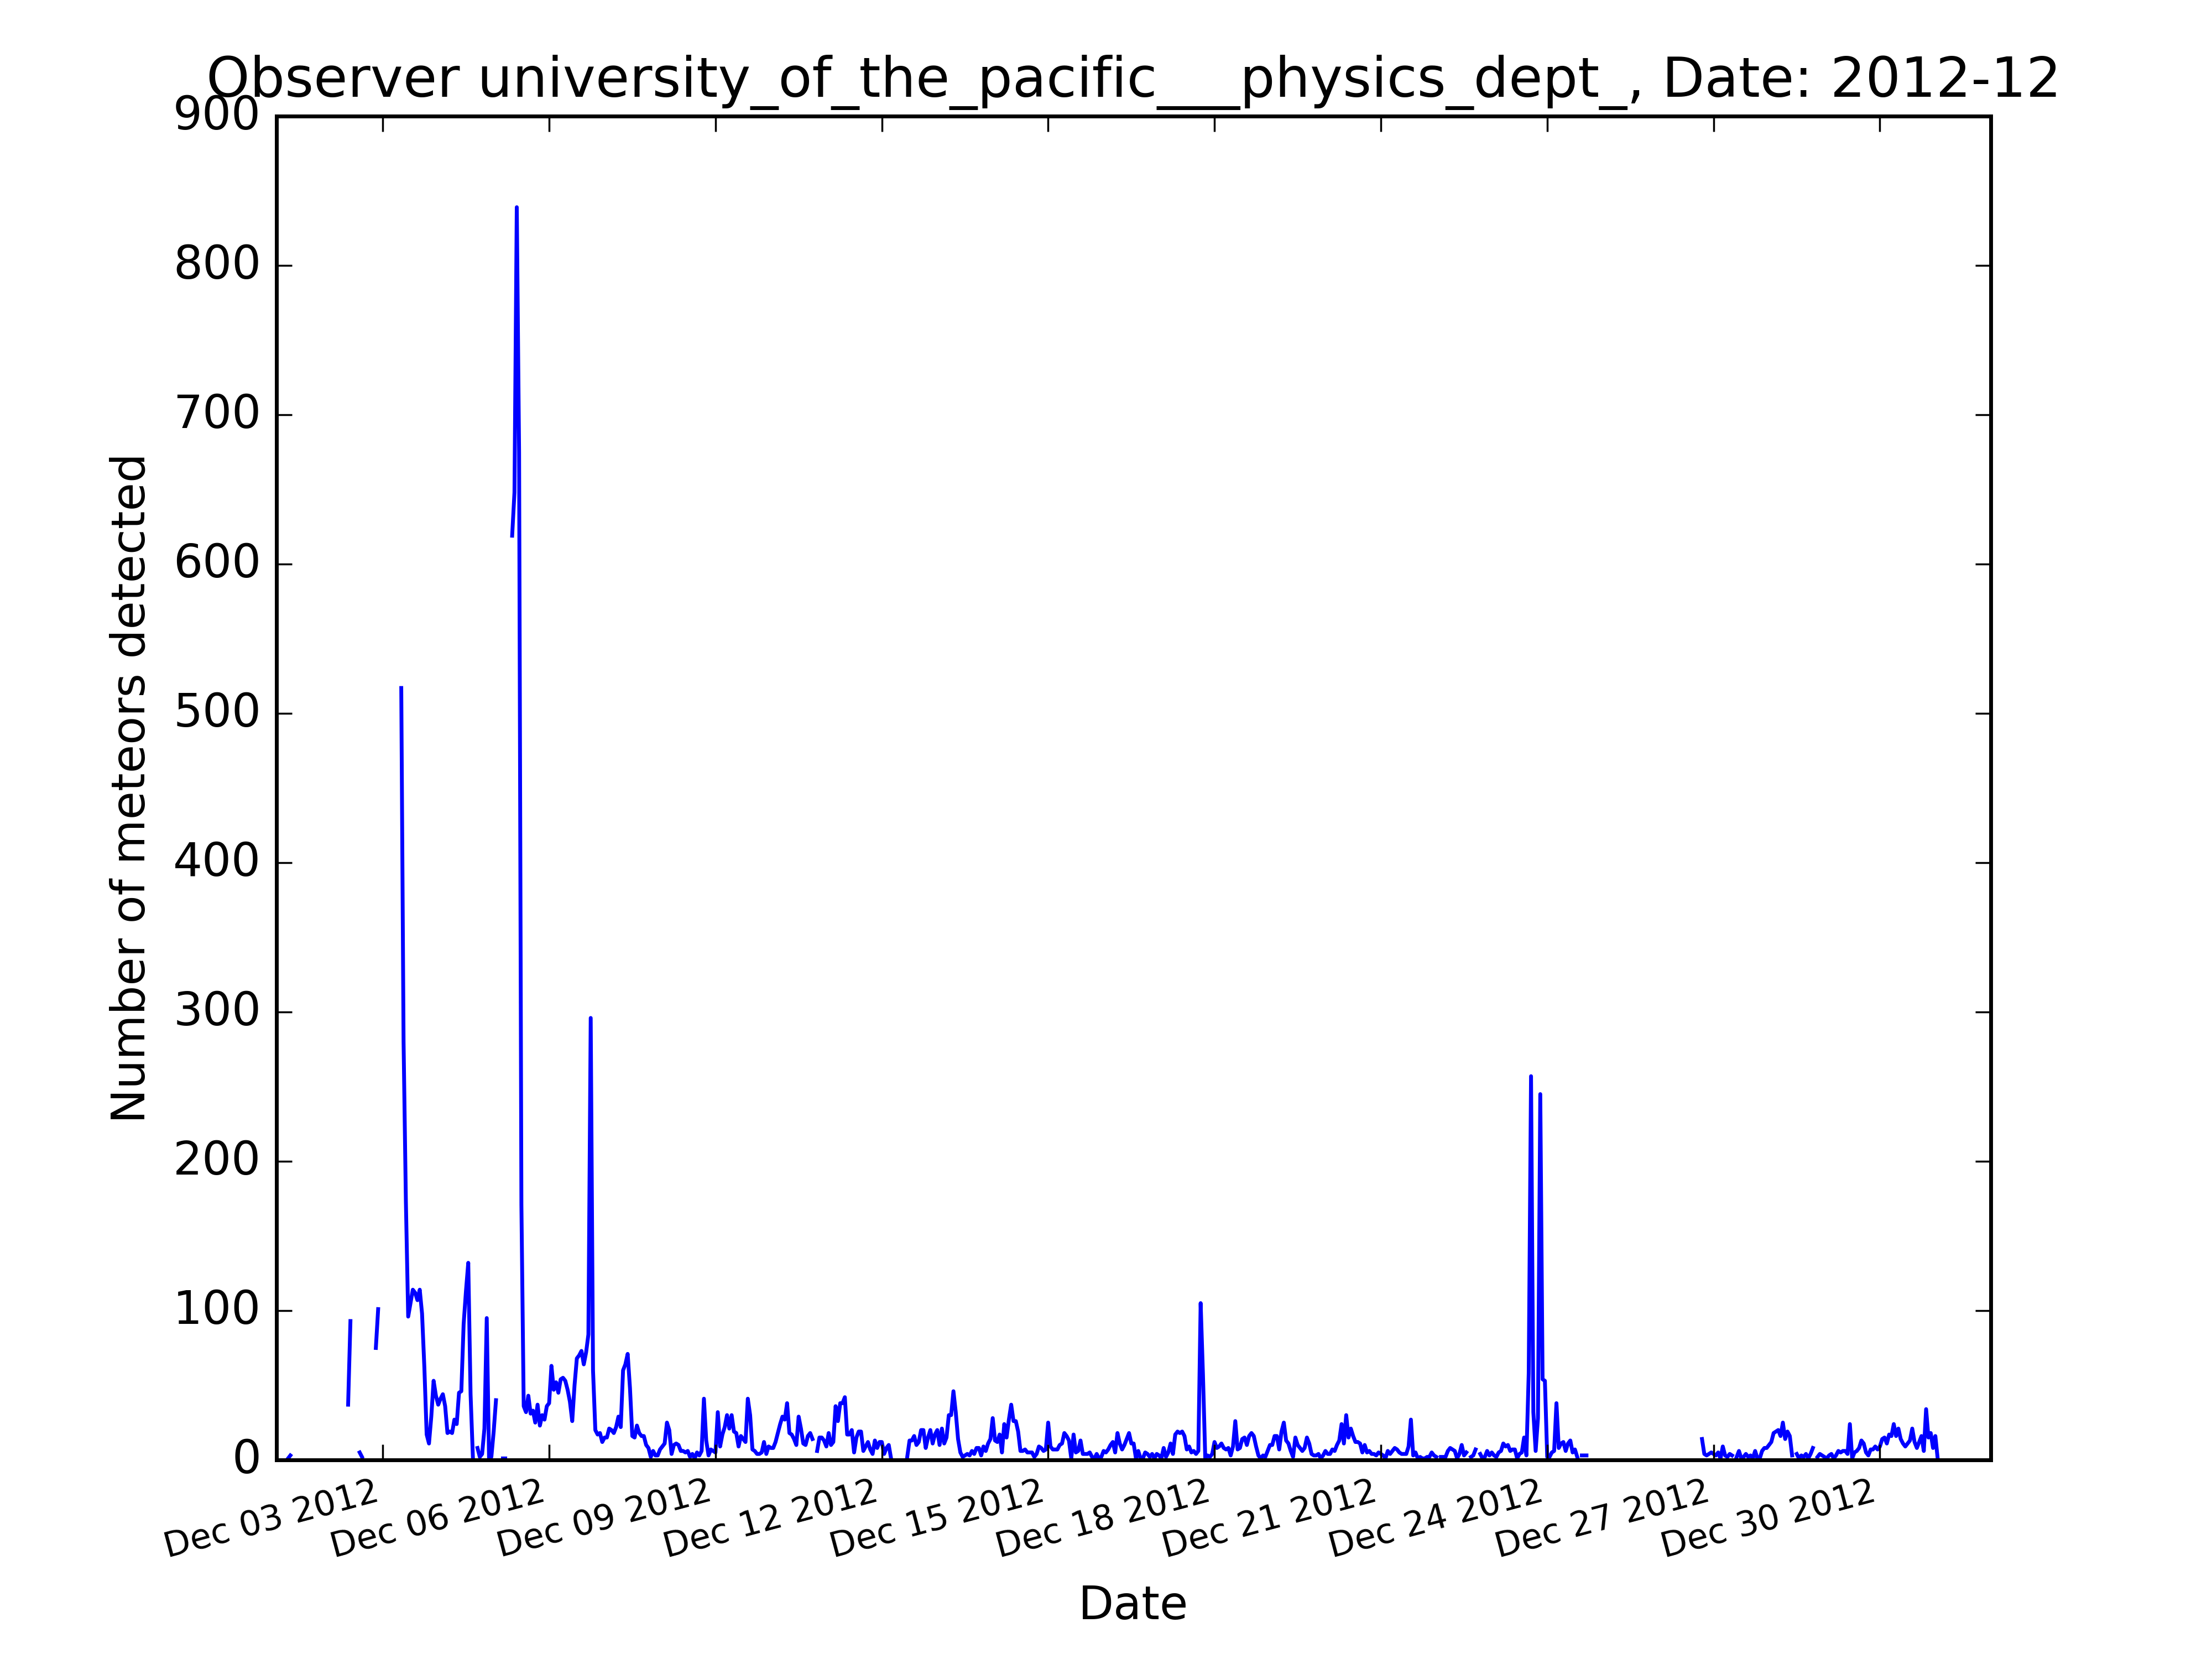 Observer university_of_the_pacific___physics_dept_, Date: 2012-12
900
800
700
600
500
400
300
200
100
0
Number of meteors detected
Dec 03 2012
Dec 06 2012
Dec 09 2012
Dec 12 2012
Dec 15 2012
Dec 18 2012
Dec 21 2012
Dec 24 2012
Dec 27 2012
Dec 30 2012
Date